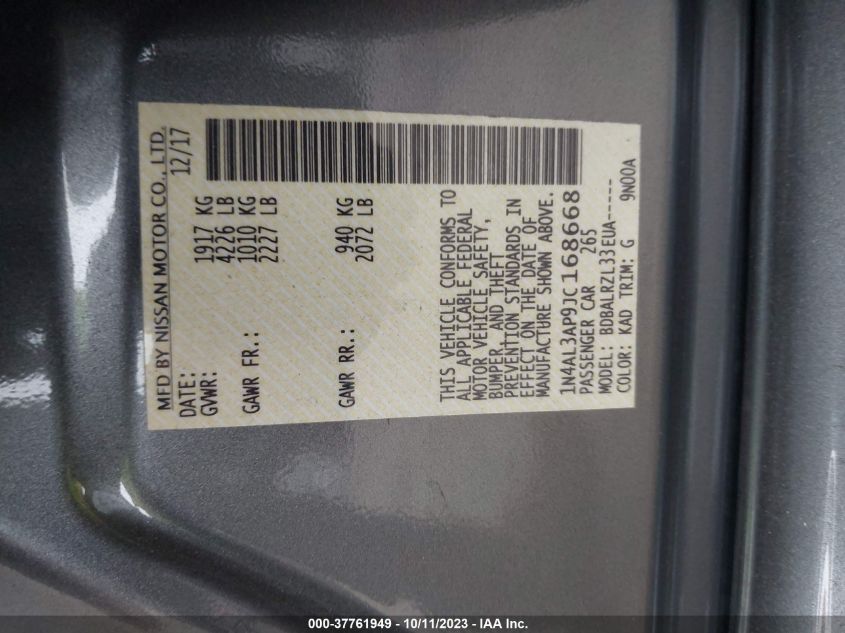 MFD BY NISSAN MOTOR CO., LTD.
DATE: 12/17
GVWR: 1917 KG
4226 LB
GAWR FR.: 1010 KG
2227 LB
GAWR RR.: 940 KG
2072 LB
THIS VEHICLE CONFORMS TO
ALL APPLICABLE FEDERAL
MOTOR VEHICLE SAFETY,
BUMPER, AND THEFT
PREVENTION STANDARDS IN
EFFECT ON THE DATE OF
MANUFACTURE SHOWN ABOVE.
1N4AL3AP9JC168668
PASSENGER CAR 265
MODEL: BDBALRZL33EUA-----
COLOR: KAD TRIM: G 9N00A
000-37761949 - 10/11/2023 - IAA Inc.